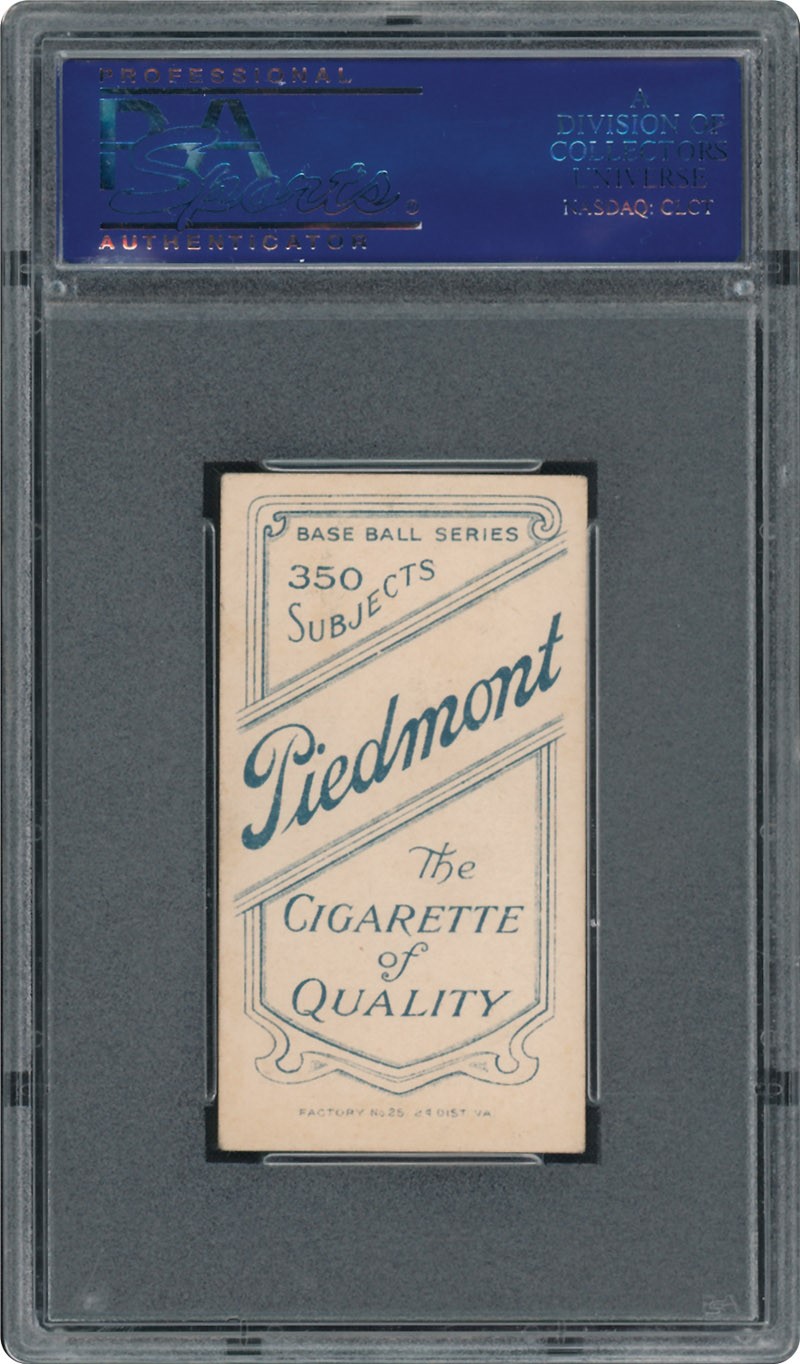 PROFESSIONAL
PSA
Sports
AUTHENTICATOR
A
DIVISION OF
COLLECTORS
UNIVERSE
NASDAQ: CLCT
BASE BALL SERIES
350
SUBJECTS
Piedmont
The
CIGARETTE
of
QUALITY
FACTORY No 25. 2d DIST. VA.
PSA